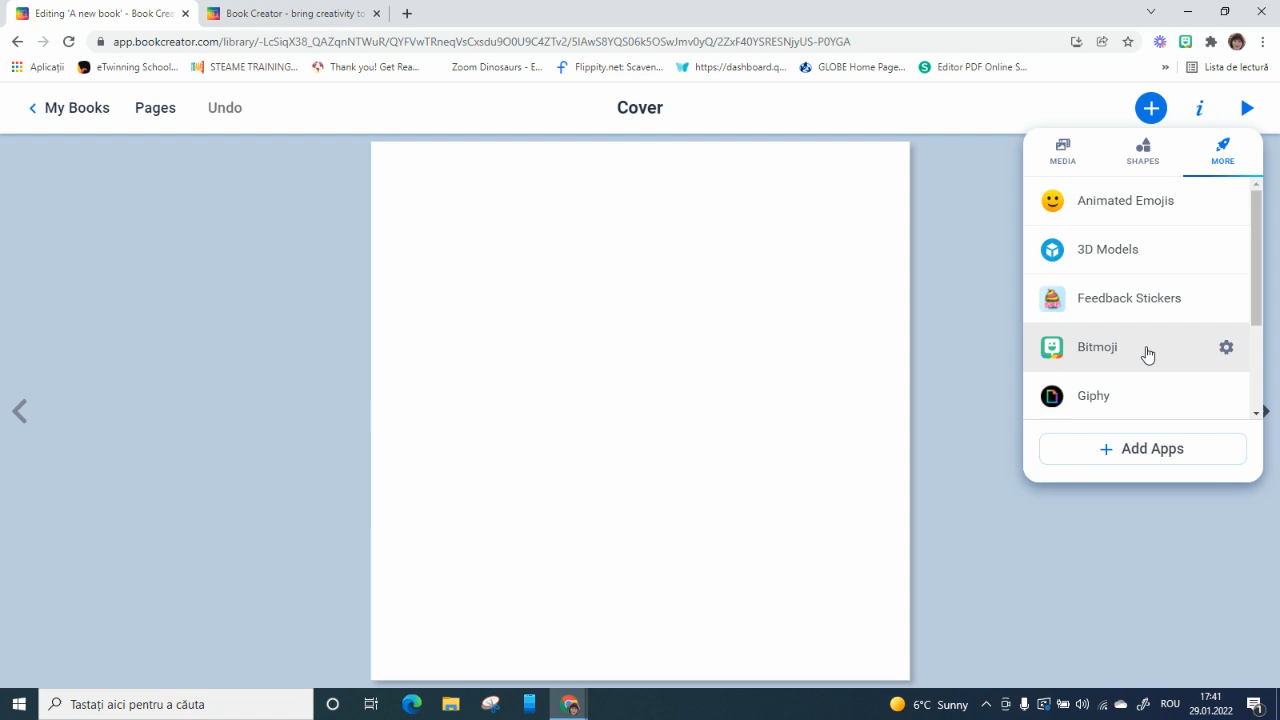 Editing 'A new book' - Book Crea
Book Creator - bring creativity to
app.bookcreator.com/library/-LcSiqX38_QAZqnNTWuR/QYFVwTRnestVsCxtdu9O0U9C4ZTv2/5IAwS8YQS06k5OSwJmv0yQ/2ZxF40YSRESNjyUS-P0YGA
Aplicații
eTwinning School...
STEAME TRAINING...
Thank you! Get Rea...
Zoom Dinosaurs - E...
Flippity.net: Scaven...
https://dashboard.q...
GLOBE Home Page...
Editor PDF Online S...
»
Lista de lectură
My Books
Pages
Undo
Cover
MEDIA
SHAPES
MORE
Animated Emojis
3D Models
Feedback Stickers
Bitmoji
Giphy
+ Add Apps
Tastați aici pentru a căuta
6°C Sunny
ROU
17:41
29.01.2022
1